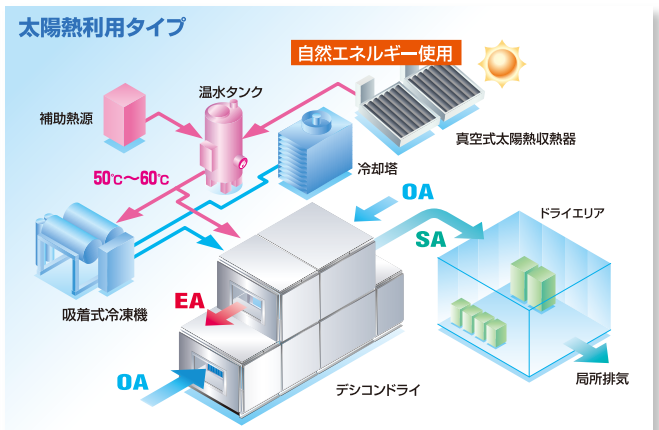 太陽熱利用タイプ
自然エネルギー使用
温水タンク
補助熱源
真空式太陽熱収熱器
冷却塔
50℃〜60℃
OA
ドライエリア
SA
吸着式冷凍機
EA
OA
デシコンドライ
局所排気